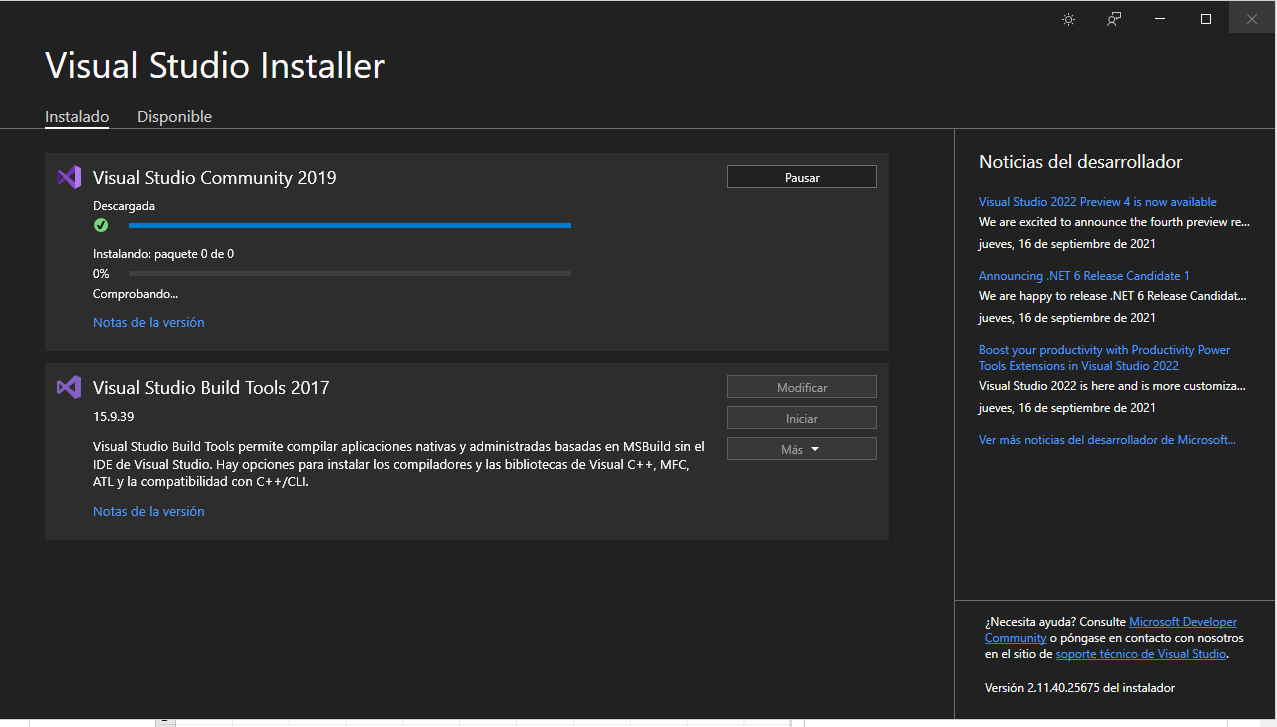 Visual Studio Installer
Instalado
Disponible
Visual Studio Community 2019
Pausar
Descargada
Instalando: paquete 0 de 0
0%
Comprobando...
Notas de la versión
Visual Studio Build Tools 2017
Modificar
15.9.39
Iniciar
Visual Studio Build Tools permite compilar aplicaciones nativas y administradas basadas en MSBuild sin el
IDE de Visual Studio. Hay opciones para instalar los compiladores y las bibliotecas de Visual C++, MFC,
ATL y la compatibilidad con C++/CLI.
Más
Notas de la versión
Noticias del desarrollador
Visual Studio 2022 Preview 4 is now available
We are excited to announce the fourth preview re...
jueves, 16 de septiembre de 2021
Announcing .NET 6 Release Candidate 1
We are happy to release .NET 6 Release Candidat...
jueves, 16 de septiembre de 2021
Boost your productivity with Productivity Power
Tools Extensions in Visual Studio 2022
Visual Studio 2022 is here and is more customiza...
jueves, 16 de septiembre de 2021
Ver más noticias del desarrollador de Microsoft...
¿Necesita ayuda? Consulte Microsoft Developer
Community o póngase en contacto con nosotros
en el sitio de soporte técnico de Visual Studio.
Versión 2.11.40.25675 del instalador